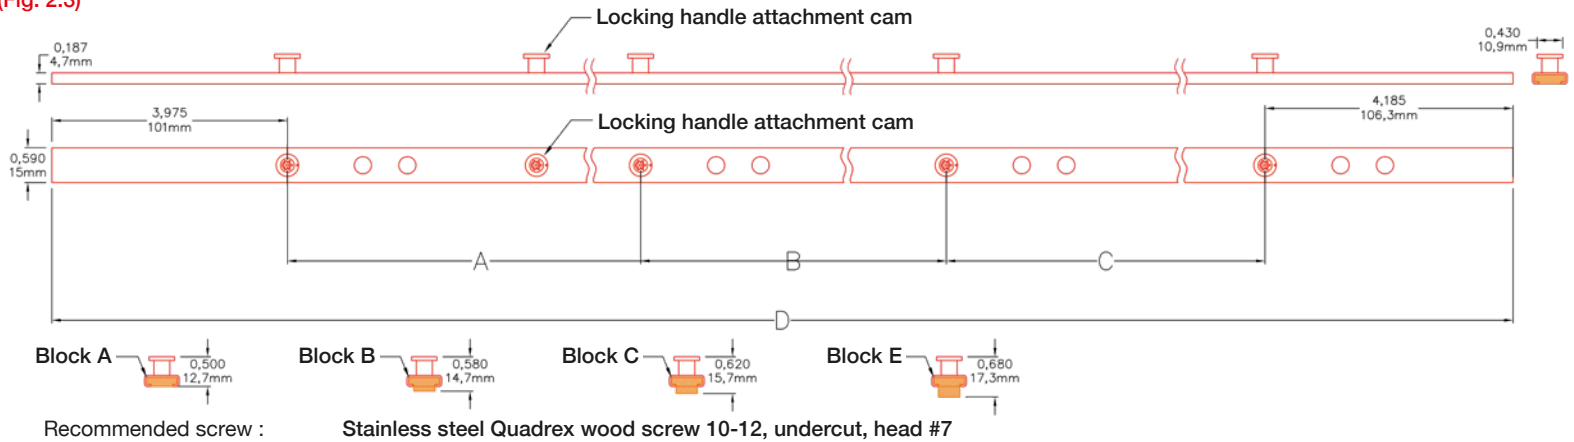 (Fig. 2.3)
Locking handle attachment cam
0,187
4,7mm
0,430
10,9mm
3,975
101mm
4,185
106,3mm
Locking handle attachment cam
0,590
15mm
A
B
C
D
Block A
0,500
12,7mm
Block B
0,580
14,7mm
Block C
0,620
15,7mm
Block E
0,680
17,3mm
Recommended screw : Stainless steel Quadrex wood screw 10-12, undercut, head #7